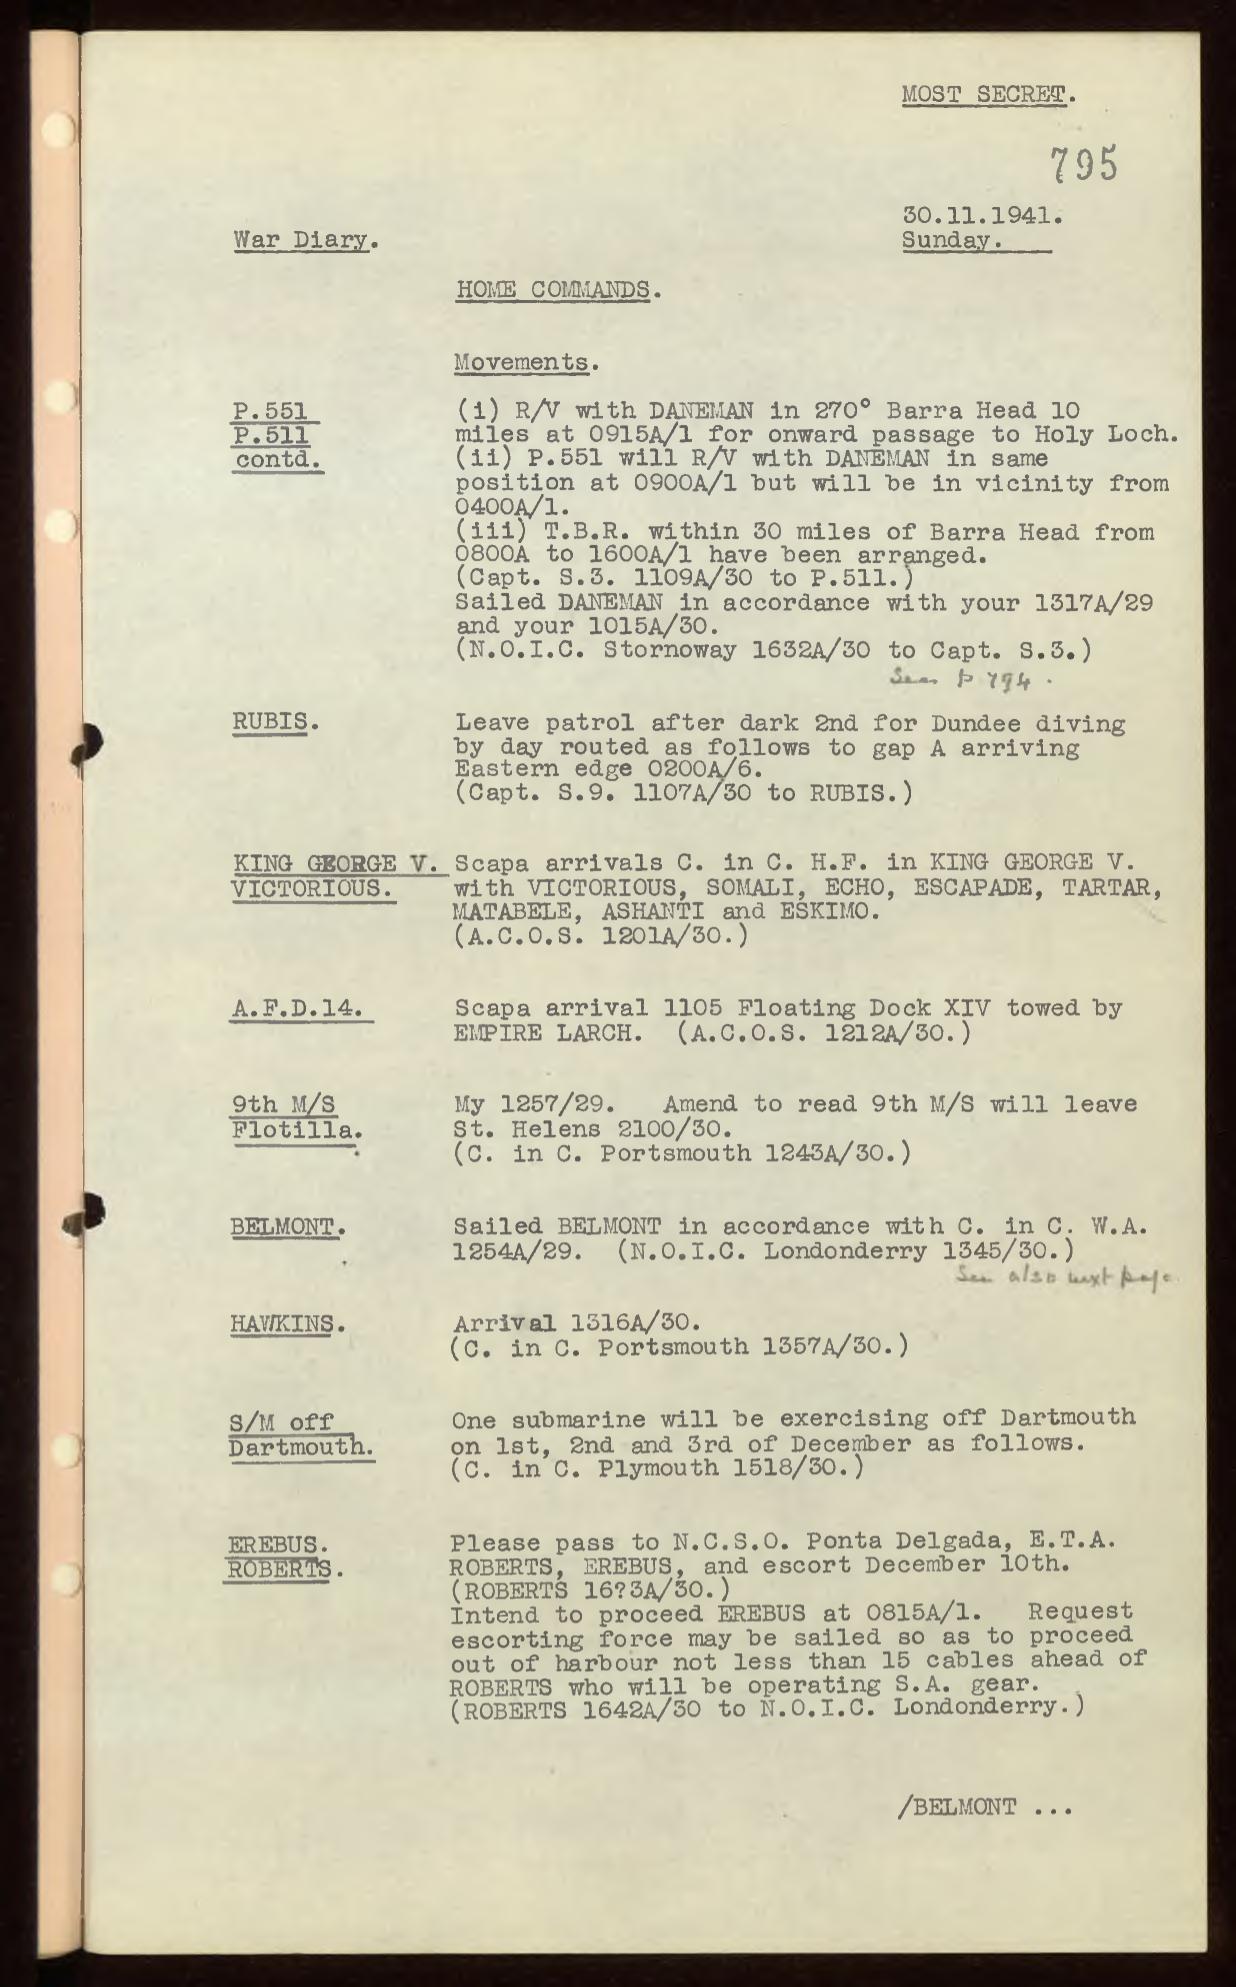 MOST SECRET.
795
30.11.1941.
War Diary.
Sunday.
HOME COMMANDS.
Movements.
P.551
P.511
contd.
(i) R/V with DANEMAN in 270° Barra Head 10
miles at 0915A/1 for onward passage to Holy Loch.
(ii) P.551 will R/V with DANEMAN in same
position at 0900A/1 but will be in vicinity from
0400A/1.
(iii) T.B.R. within 30 miles of Barra Head from
0800A to 1600A/1 have been arranged.
(Capt. S.3. 1109A/30 to P.511.)
Sailed DANEMAN in accordance with your 1317A/29
and your 1015A/30.
(N.O.I.C. Stornoway 1632A/30 to Capt. S.3.)
See p 794.
RUBIS.
Leave patrol after dark 2nd for Dundee diving
by day routed as follows to gap A arriving
Eastern edge 0200A/6.
(Capt. S.9. 1107A/30 to RUBIS.)
KING GEORGE V.
VICTORIOUS.
Scapa arrivals C. in C. H.F. in KING GEORGE V.
with VICTORIOUS, SOMALI, ECHO, ESCAPADE, TARTAR,
MATABELE, ASHANTI and ESKIMO.
(A.C.O.S. 1201A/30.)
A.F.D.14.
Scapa arrival 1105 Floating Dock XIV towed by
EMPIRE LARCH. (A.C.O.S. 1212A/30.)
9th M/S
Flotilla.
My 1257/29. Amend to read 9th M/S will leave
St. Helens 2100/30.
(C. in C. Portsmouth 1243A/30.)
BELMONT.
Sailed BELMONT in accordance with C. in C. W.A.
1254A/29. (N.O.I.C. Londonderry 1345/30.)
See also next page
HAWKINS.
Arrival 1316A/30.
(C. in C. Portsmouth 1357A/30.)
S/M off
Dartmouth.
One submarine will be exercising off Dartmouth
on 1st, 2nd and 3rd of December as follows.
(C. in C. Plymouth 1518/30.)
EREBUS.
ROBERTS.
Please pass to N.C.S.O. Ponta Delgada, E.T.A.
ROBERTS, EREBUS, and escort December 10th.
(ROBERTS 16?3A/30.)
Intend to proceed EREBUS at 0815A/1. Request
escorting force may be sailed so as to proceed
out of harbour not less than 15 cables ahead of
ROBERTS who will be operating S.A. gear.
(ROBERTS 1642A/30 to N.O.I.C. Londonderry.)
/BELMONT ...